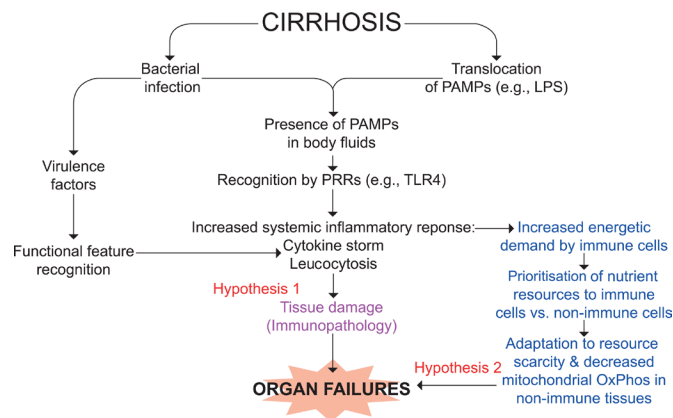 CIRRHOSIS
Bacterial
infection
Translocation
of PAMPs (e.g., LPS)
Presence of PAMPs
in body fluids
Virulence
factors
Recognition by PRRs (e.g., TLR4)
Increased systemic inflammatory reponse:
Cytokine storm
Leucocytosis
Increased energetic
demand by immune cells
Functional feature
recognition
Prioritisation of nutrient
resources to immune
cells vs. non-immune cells
Hypothesis 1
Tissue damage
(Immunopathology)
Adaptation to resource
scarcity & decreased
mitochondrial OxPhos in
non-immune tissues
Hypothesis 2
ORGAN FAILURES